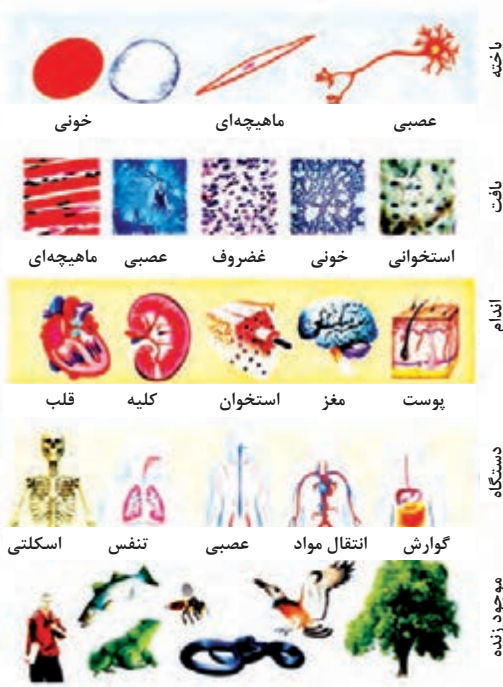 یاخته
عصبی ماهیچه‌ای خونی
بافت
استخوانی خونی غضروف عصبی ماهیچه‌ای
اندام
پوست مغز استخوان کلیه قلب
دستگاه
گوارش انتقال مواد عصبی تنفس اسکلتی
موجود زنده